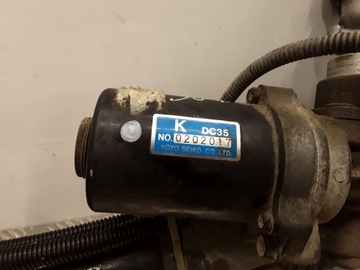 K DC35
NO. 0202017
KOYO SEIKO CO., LTD.